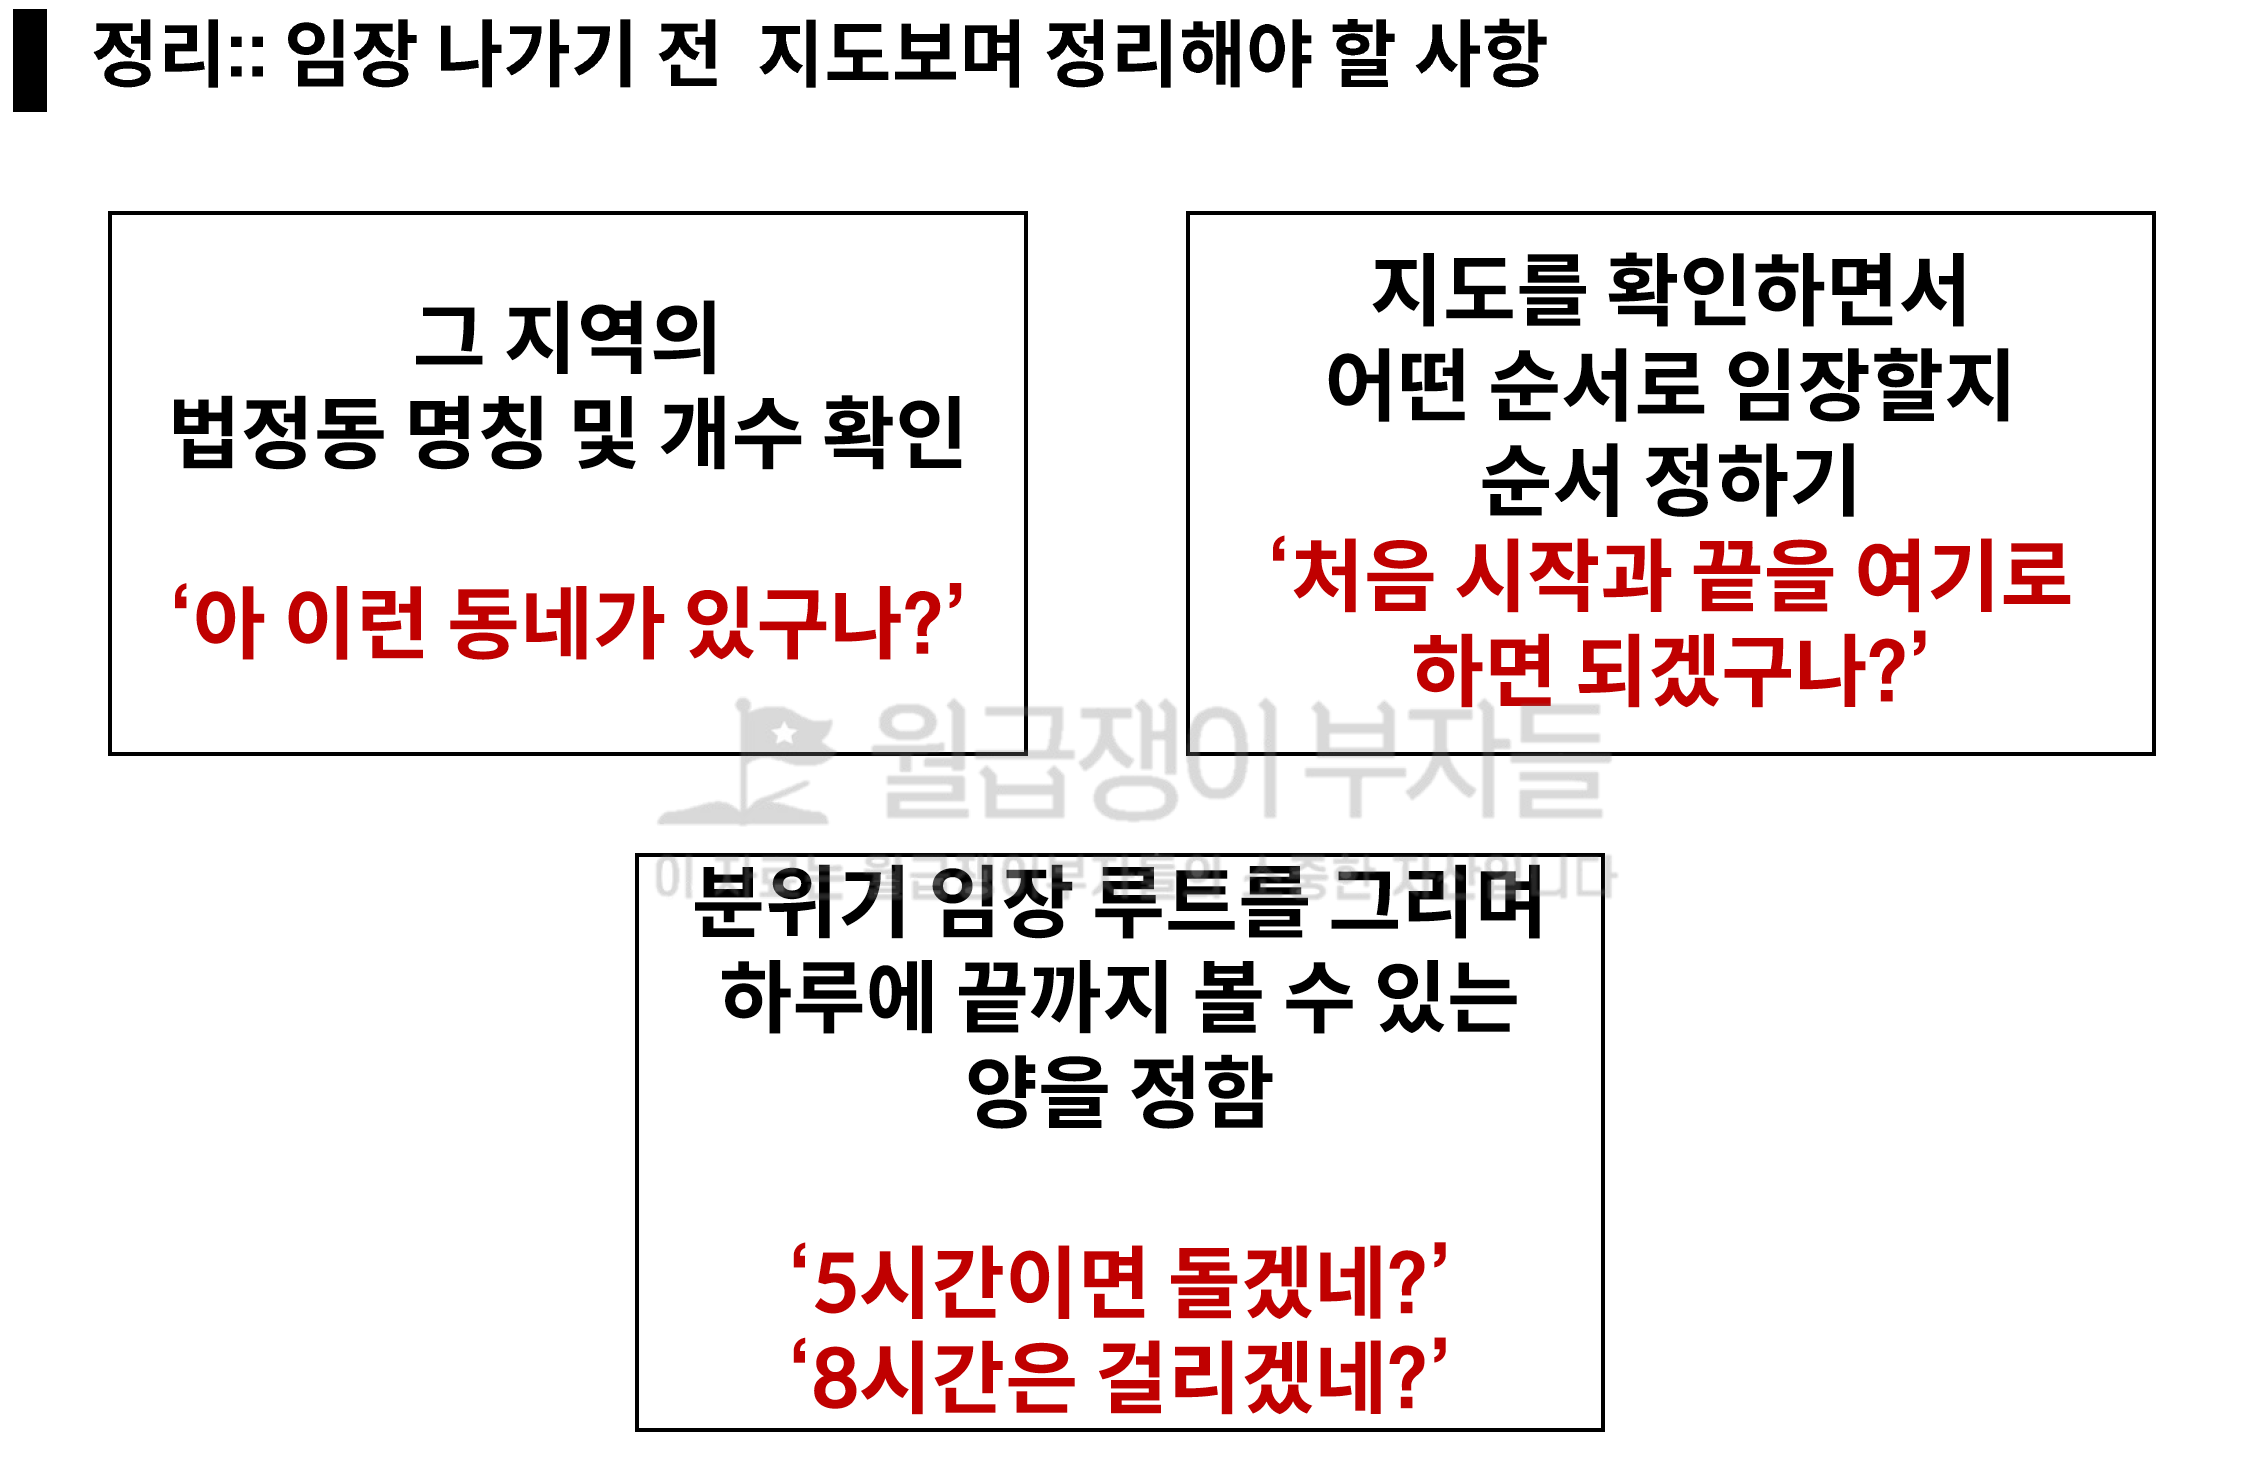 정리:: 임장 나가기 전 지도보며 정리해야 할 사항
그 지역의
법정동 명칭 및 개수 확인
‘아 이런 동네가 있구나?’
지도를 확인하면서
어떤 순서로 임장할지
순서 정하기
‘처음 시작과 끝을 여기로
하면 되겠구나?’
월급쟁이 부자들
이 자료는 월급쟁이부자들의 소중한 자산입니다
분위기 임장 루트를 그리며
하루에 끝까지 볼 수 있는
양을 정함
‘5시간이면 돌겠네?’
‘8시간은 걸리겠네?’